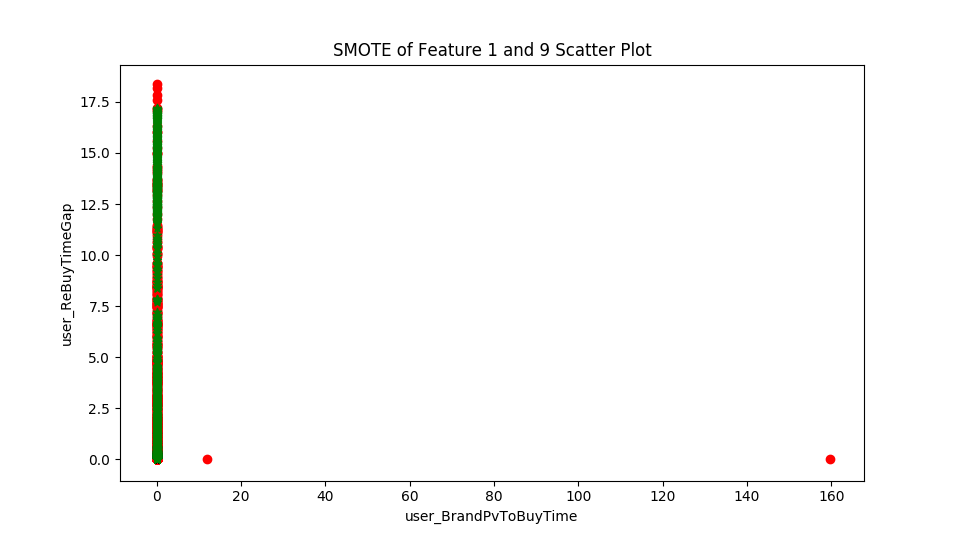 SMOTE of Feature 1 and 9 Scatter Plot
17.5
15.0
12.5
10.0
7.5
5.0
2.5
0.0
user_ReBuyTimeGap
0 20 40 60 80 100 120 140 160
user_BrandPvToBuyTime